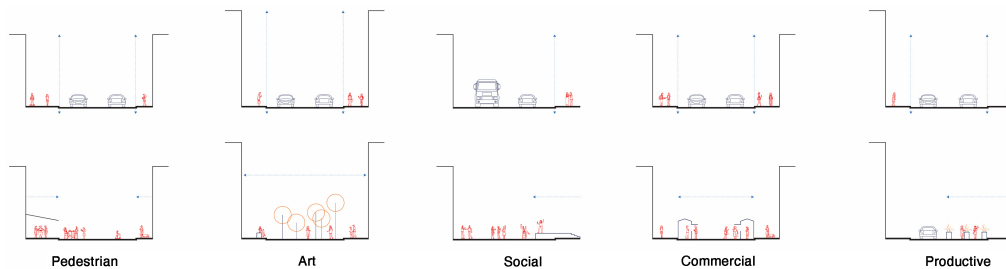 Pedestrian
Art
Social
Commercial
Productive